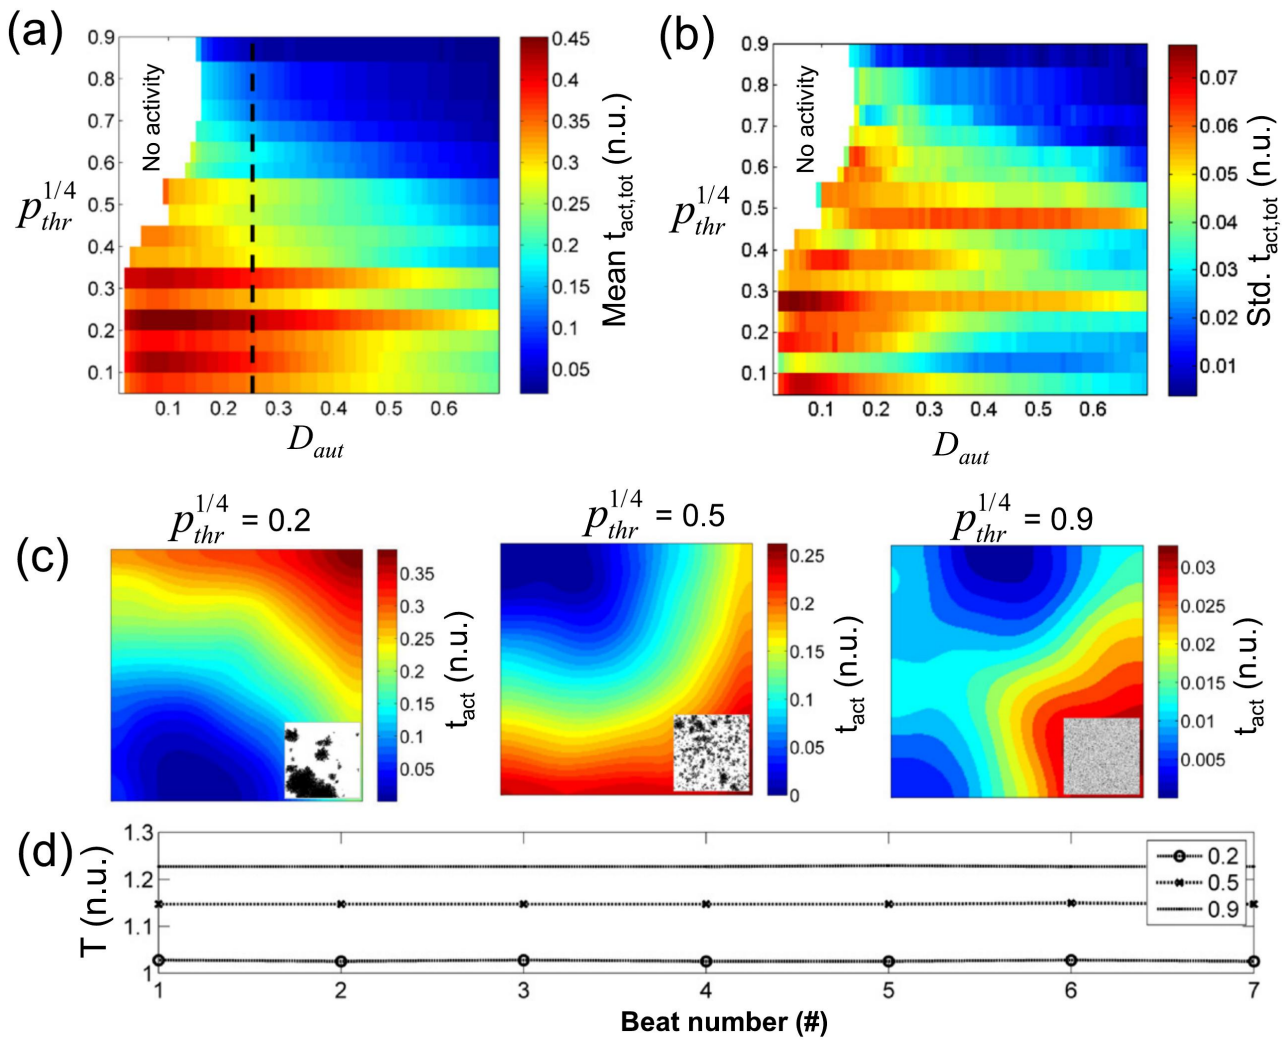 (a)
0.9
0.8
0.7
0.6
0.5
0.4
0.3
0.2
0.1
p_thr^1/4
No activity
0.1 0.2 0.3 0.4 0.5 0.6
D_aut
0.45
0.4
0.35
0.3
0.25
0.2
0.15
0.1
0.05
Mean t_act,tot (n.u.)
(b)
0.9
0.8
0.7
0.6
0.5
0.4
0.3
0.2
0.1
p_thr^1/4
No activity
0.1 0.2 0.3 0.4 0.5 0.6
D_aut
0.07
0.06
0.05
0.04
0.03
0.02
0.01
Std. t_act,tot (n.u.)
(c)
p_thr^1/4 = 0.2
0.35
0.3
0.25
0.2
0.15
0.1
0.05
t_act (n.u.)
p_thr^1/4 = 0.5
0.25
0.2
0.15
0.1
0.05
0
t_act (n.u.)
p_thr^1/4 = 0.9
0.03
0.025
0.02
0.015
0.01
0.005
t_act (n.u.)
(d)
T (n.u.)
1.3
1.2
1.1
1
0.2
0.5
0.9
1 2 3 4 5 6 7
Beat number (#)